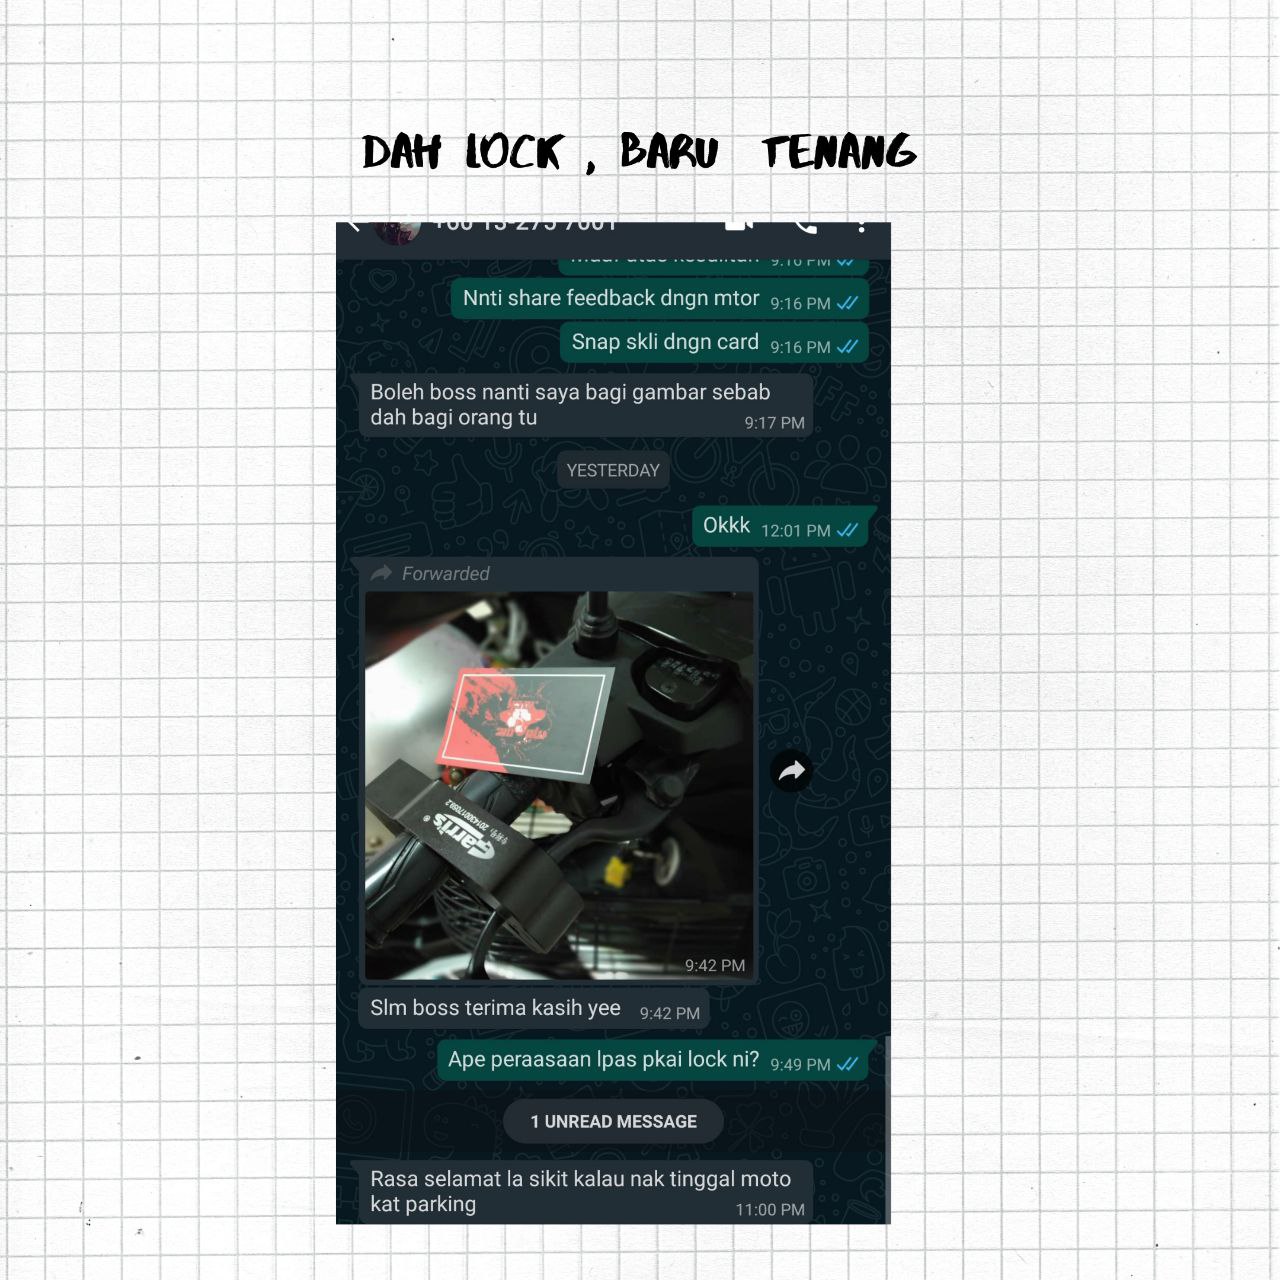 DAH LOCK , BARU TENANG
9:16 PM
Nnti share feedback dngn mtor 9:16 PM
Snap skli dngn card 9:16 PM
Boleh boss nanti saya bagi gambar sebab
dah bagi orang tu 9:17 PM
YESTERDAY
Okkk 12:01 PM
Forwarded
Garris ®
9:42 PM
Slm boss terima kasih yee 9:42 PM
Ape peraasaan lpas pkai lock ni? 9:49 PM
1 UNREAD MESSAGE
Rasa selamat la sikit kalau nak tinggal moto
kat parking 11:00 PM